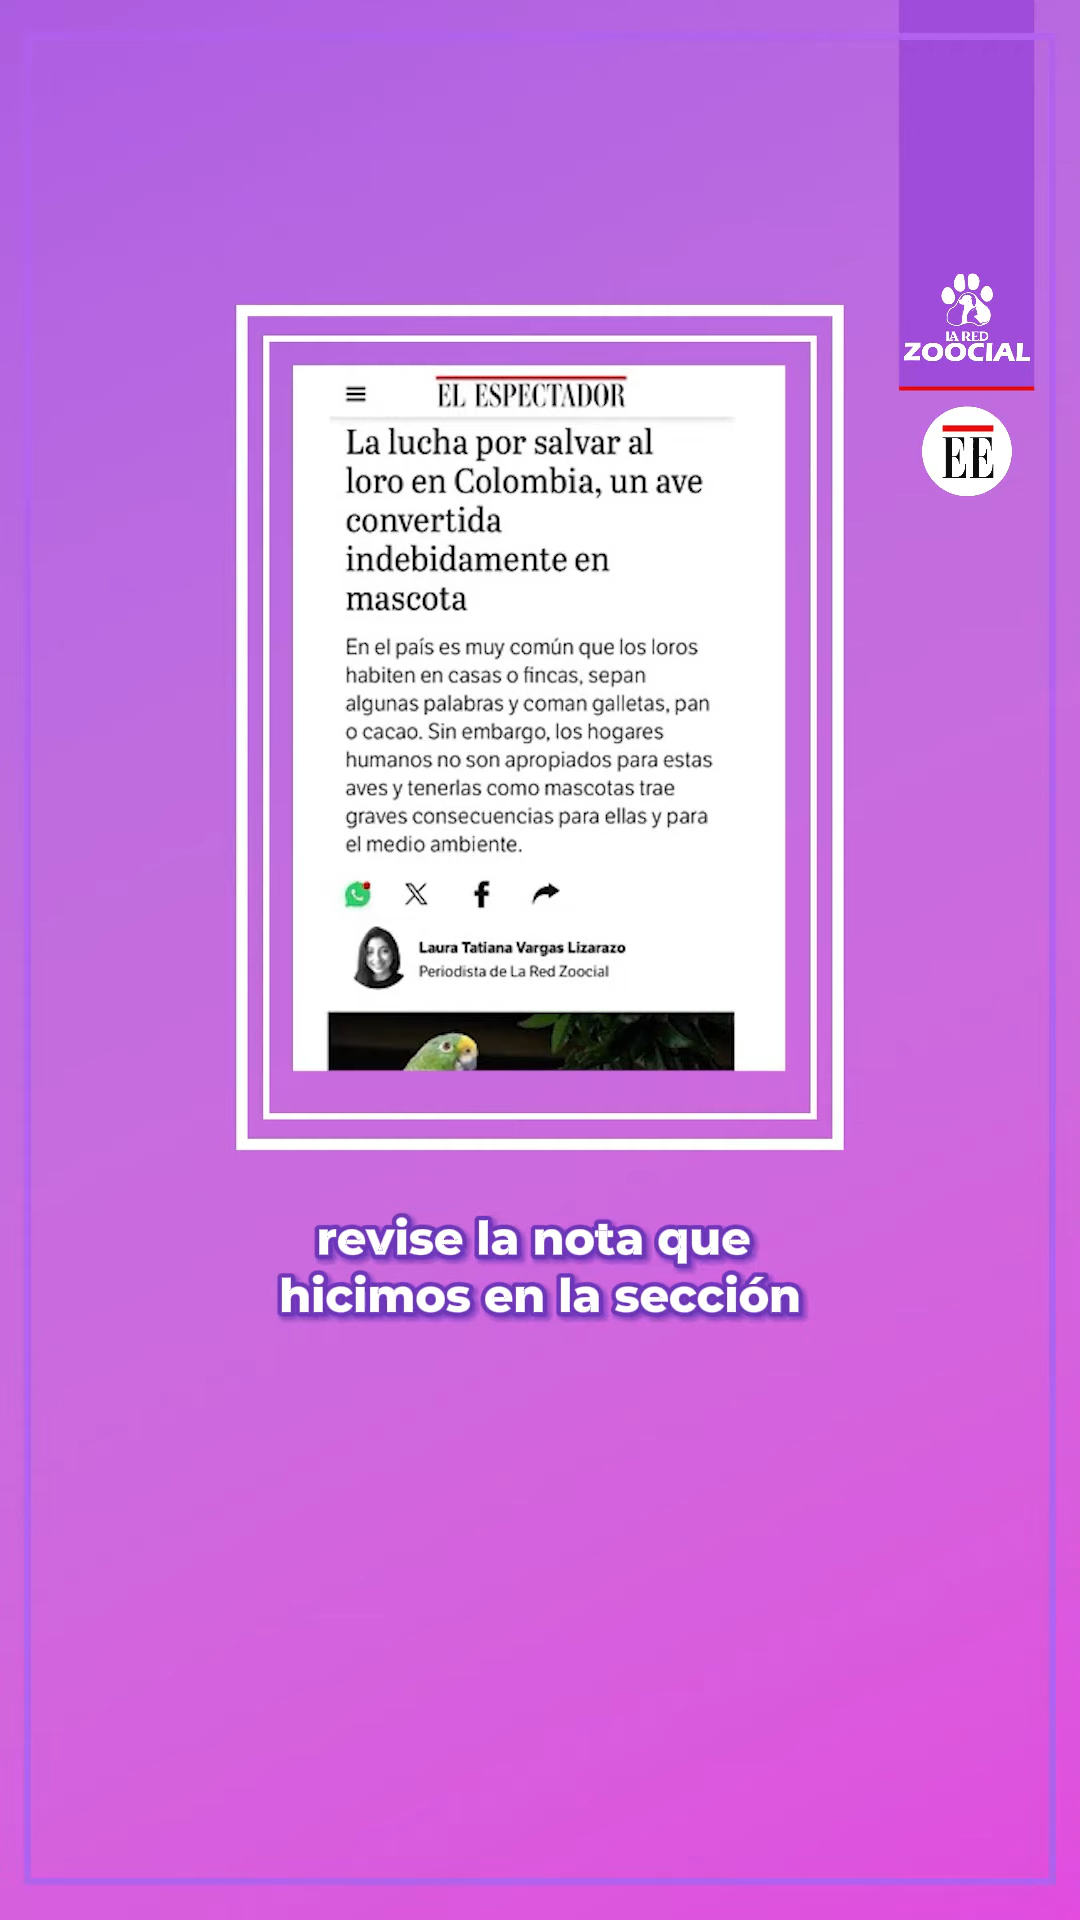 LA RED
ZOOCIAL
EE
EL ESPECTADOR
La lucha por salvar al
loro en Colombia, un ave
convertida
indebidamente en
mascota
En el país es muy común que los loros
habiten en casas o fincas, sepan
algunas palabras y coman galletas, pan
o cacao. Sin embargo, los hogares
humanos no son apropiados para estas
aves y tenerlas como mascotas trae
graves consecuencias para ellas y para
el medio ambiente.
Laura Tatiana Vargas Lizarazo
Periodista de La Red Zoocial
revise la nota que
hicimos en la sección